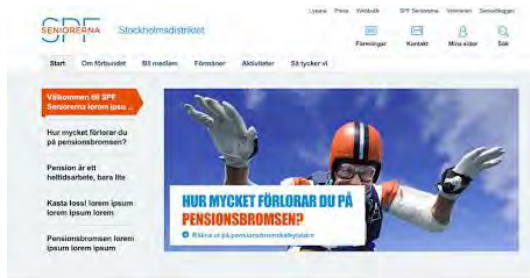 Lyssna Prova Webbutik SPF Seniorerna Veteranen Seniorbloggen
SPF
SENIORERNA
Stockholmsdistriktet
Föreningar Kontakt Mina sidor Sök
Start Om förbundet Bli medlem Förmåner Aktiviteter Så tycker vi
Välkommen till SPF
Seniorerna lorem ipsu ...
Hur mycket förlorar du
på pensionsbromsen?
Pension är ett
heltidsarbete, bara lite
Kasta loss! lorem ipsum
lorem ipsum lorem
Pensionsbromsen lorem
ipsum lorem ipsum
HUR MYCKET FÖRLORAR DU PÅ
PENSIONSBROMSEN?
Räkna ut på pensionsbromskalkylatorn